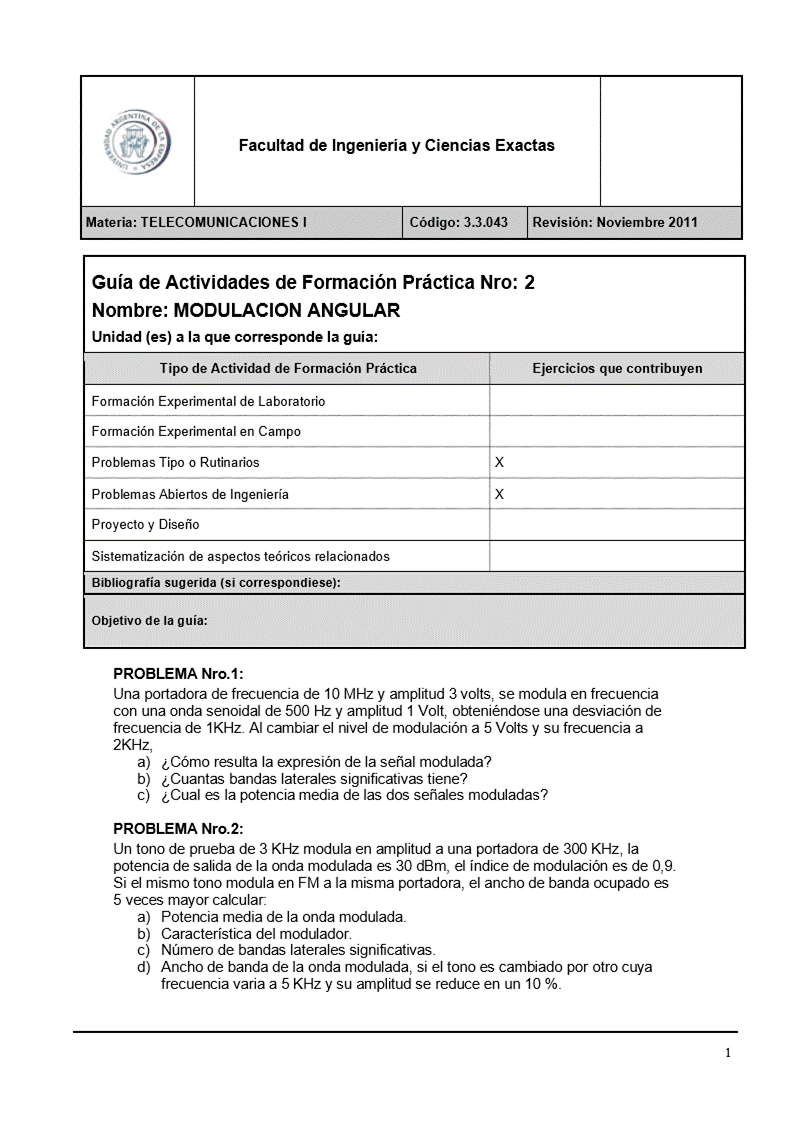 UNIVERSIDAD ARGENTINA DE LA EMPRESA
Facultad de Ingeniería y Ciencias Exactas
Materia: TELECOMUNICACIONES I Código: 3.3.043 Revisión: Noviembre 2011
Guía de Actividades de Formación Práctica Nro: 2
Nombre: MODULACION ANGULAR
Unidad (es) a la que corresponde la guía:
Tipo de Actividad de Formación Práctica Ejercicios que contribuyen
Formación Experimental de Laboratorio
Formación Experimental en Campo
Problemas Tipo o Rutinarios X
Problemas Abiertos de Ingeniería X
Proyecto y Diseño
Sistematización de aspectos teóricos relacionados
Bibliografía sugerida (si correspondiese):
Objetivo de la guía:
PROBLEMA Nro.1:
Una portadora de frecuencia de 10 MHz y amplitud 3 volts, se modula en frecuencia
con una onda senoidal de 500 Hz y amplitud 1 Volt, obteniéndose una desviación de
frecuencia de 1KHz. Al cambiar el nivel de modulación a 5 Volts y su frecuencia a
2KHz,
a) ¿Cómo resulta la expresión de la señal modulada?
b) ¿Cuantas bandas laterales significativas tiene?
c) ¿Cual es la potencia media de las dos señales moduladas?
PROBLEMA Nro.2:
Un tono de prueba de 3 KHz modula en amplitud a una portadora de 300 KHz, la
potencia de salida de la onda modulada es 30 dBm, el índice de modulación es de 0,9.
Si el mismo tono modula en FM a la misma portadora, el ancho de banda ocupado es
5 veces mayor calcular:
a) Potencia media de la onda modulada.
b) Característica del modulador.
c) Número de bandas laterales significativas.
d) Ancho de banda de la onda modulada, si el tono es cambiado por otro cuya
frecuencia varia a 5 KHz y su amplitud se reduce en un 10 %.
1